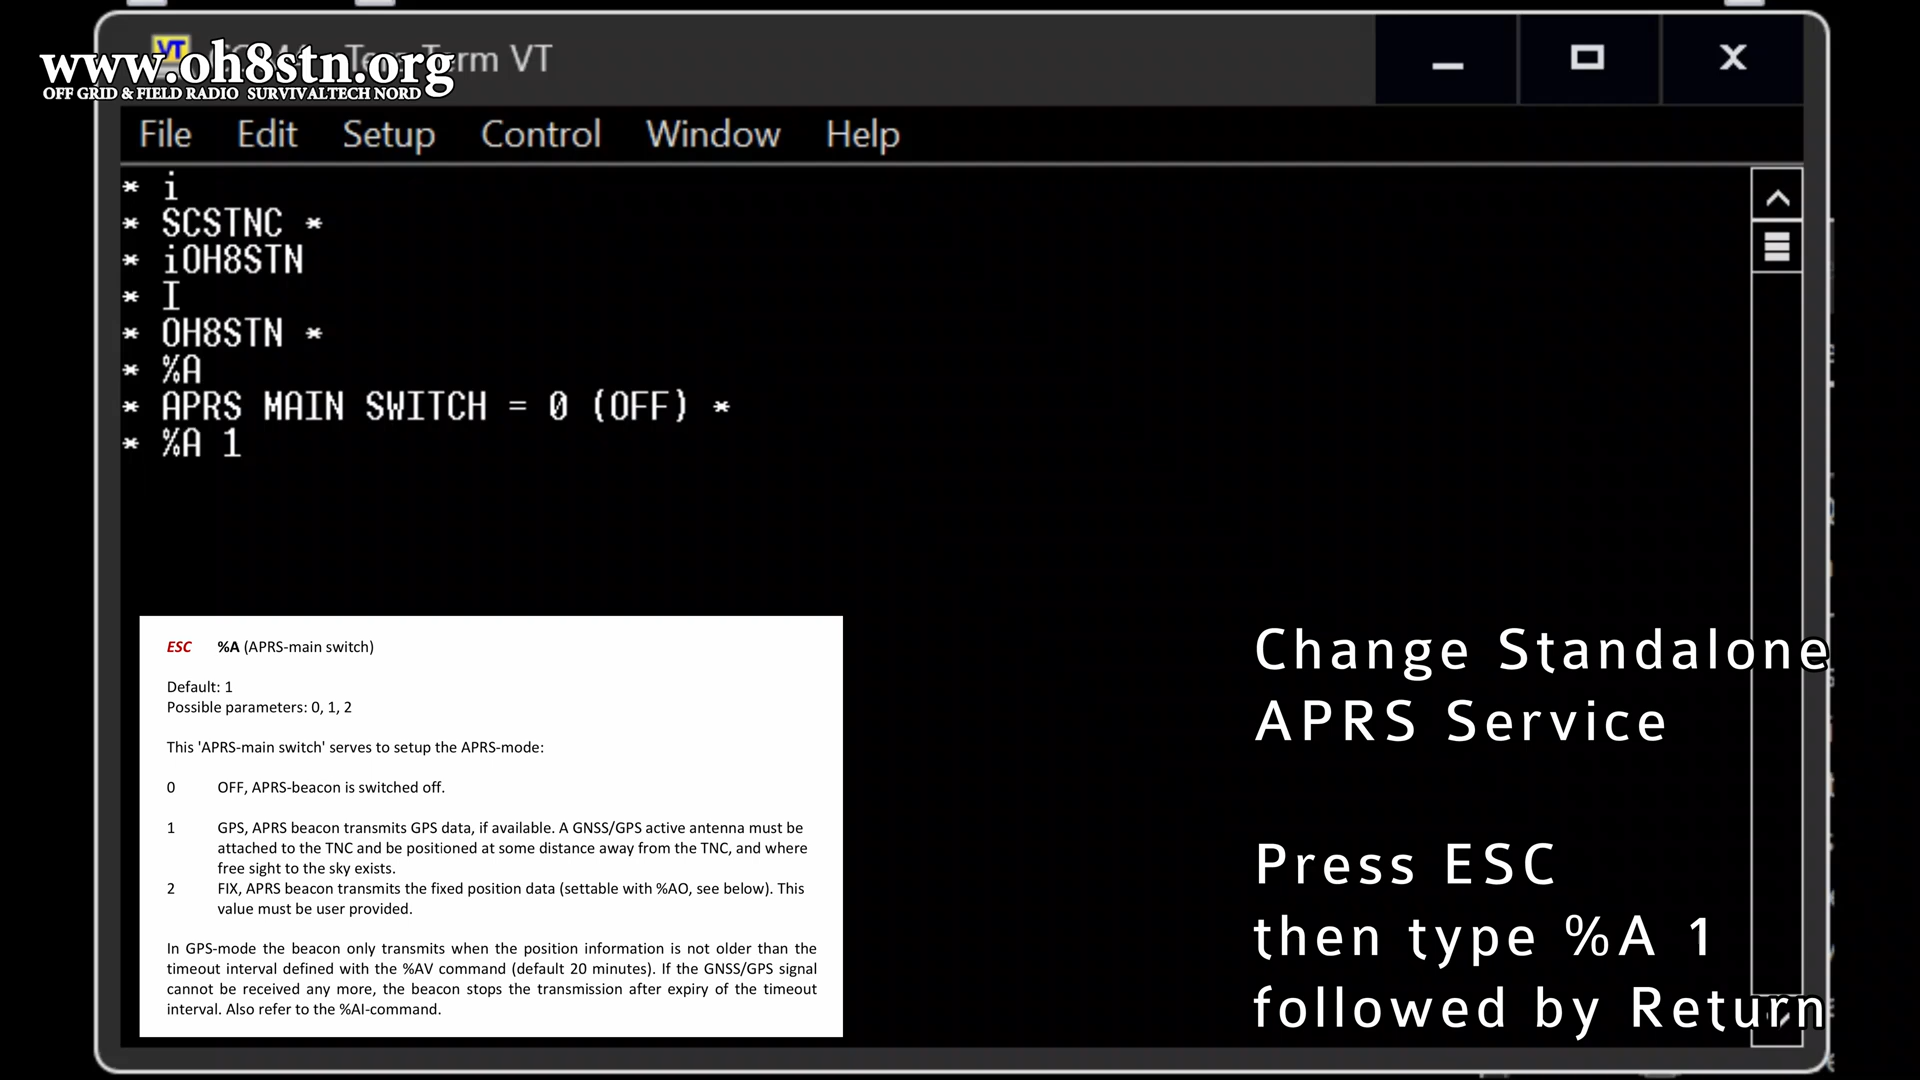 www.oh8stn.org
OFF GRID & FIELD RADIO SURVIVALTECH NORD
VT
Term VT
File Edit Setup Control Window Help
* i
* SCSTNC *
* iOH8STN
* I
* OH8STN *
* %A
* APRS MAIN SWITCH = 0 (OFF) *
* %A 1
ESC %A (APRS-main switch)
Default: 1
Possible parameters: 0, 1, 2
This 'APRS-main switch' serves to setup the APRS-mode:
0 OFF, APRS-beacon is switched off.
1 GPS, APRS beacon transmits GPS data, if available. A GNSS/GPS active antenna must be
attached to the TNC and be positioned at some distance away from the TNC, and where
free sight to the sky exists.
2 FIX, APRS beacon transmits the fixed position data (settable with %AO, see below). This
value must be user provided.
In GPS-mode the beacon only transmits when the position information is not older than the
timeout interval defined with the %AV command (default 20 minutes). If the GNSS/GPS signal
cannot be received any more, the beacon stops the transmission after expiry of the timeout
interval. Also refer to the %AI-command.
Change Standalone
APRS Service
Press ESC
then type %A 1
followed by Return